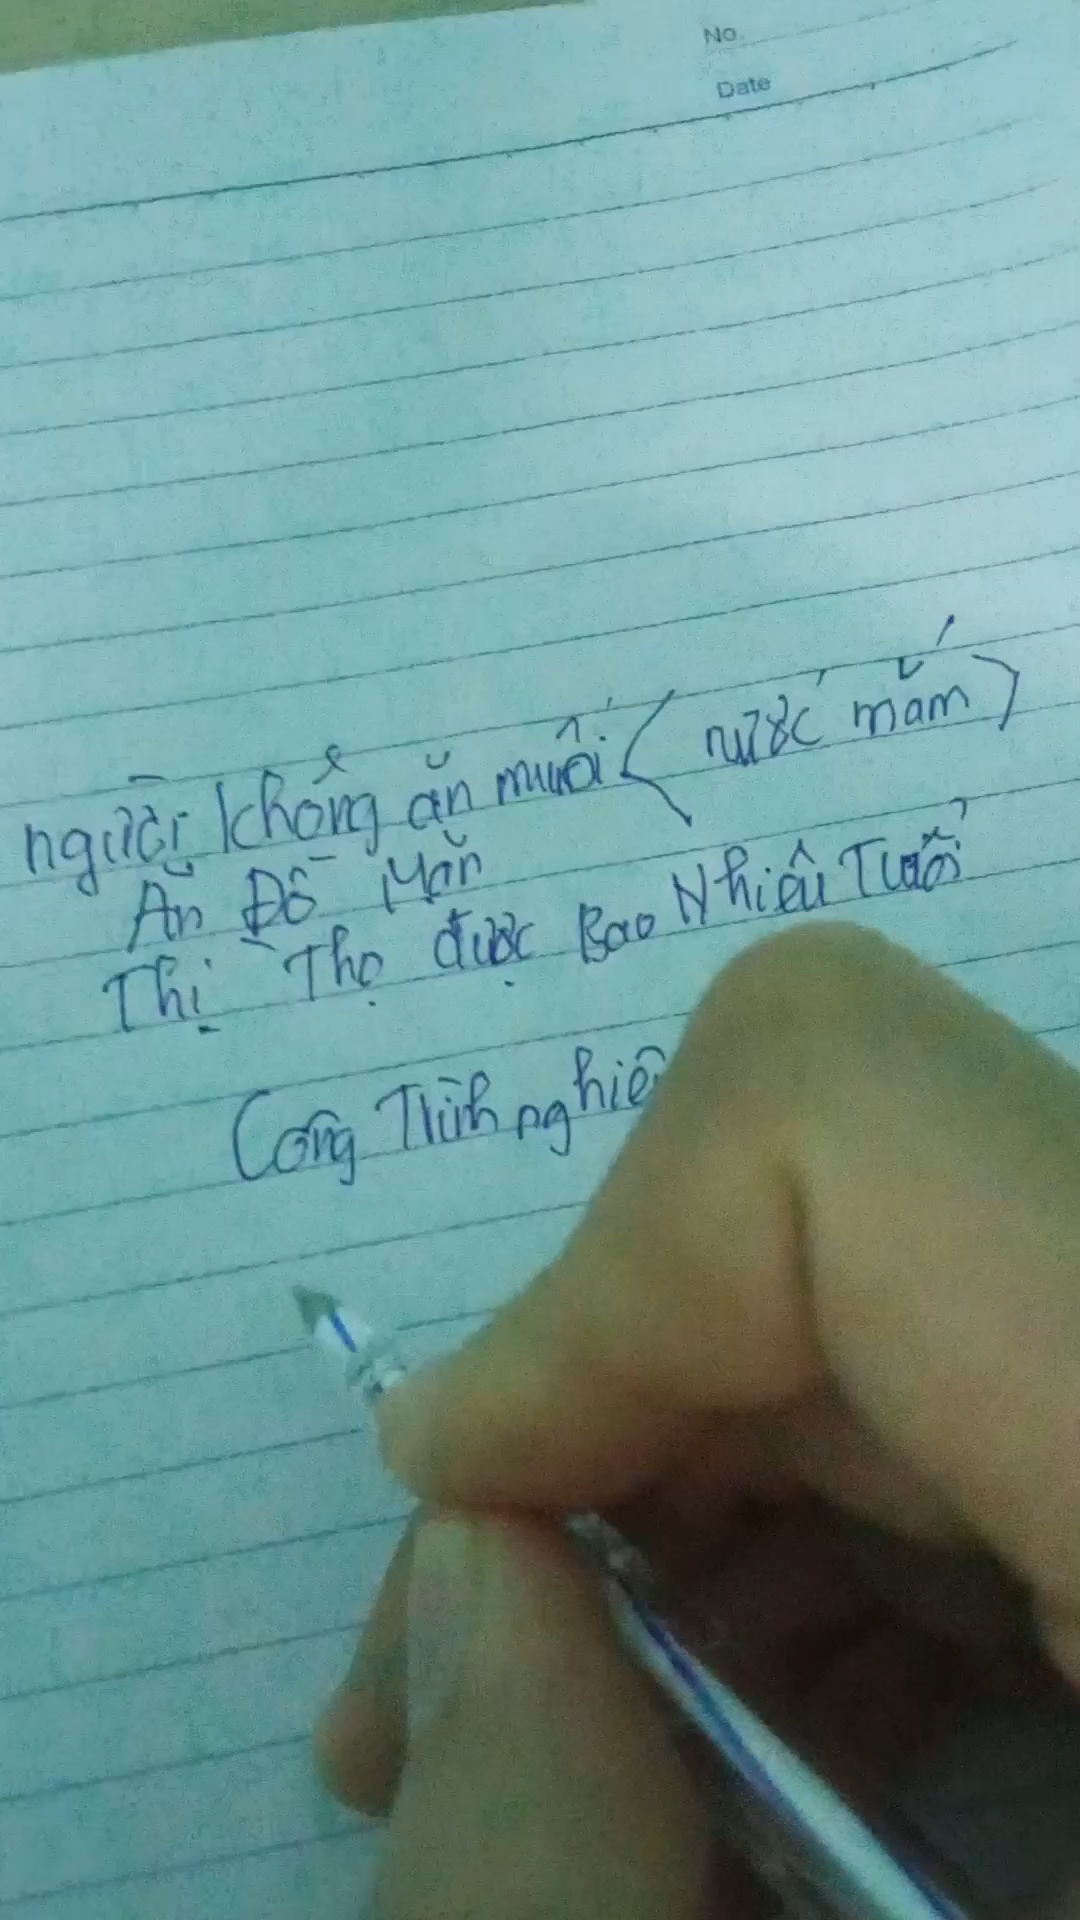 No.
Date
người không ăn muối ( nước mắm )
Ăn Đồ Mặn
Thì Thọ được Bao Nhiêu Tuổi
Công Trình nghiê